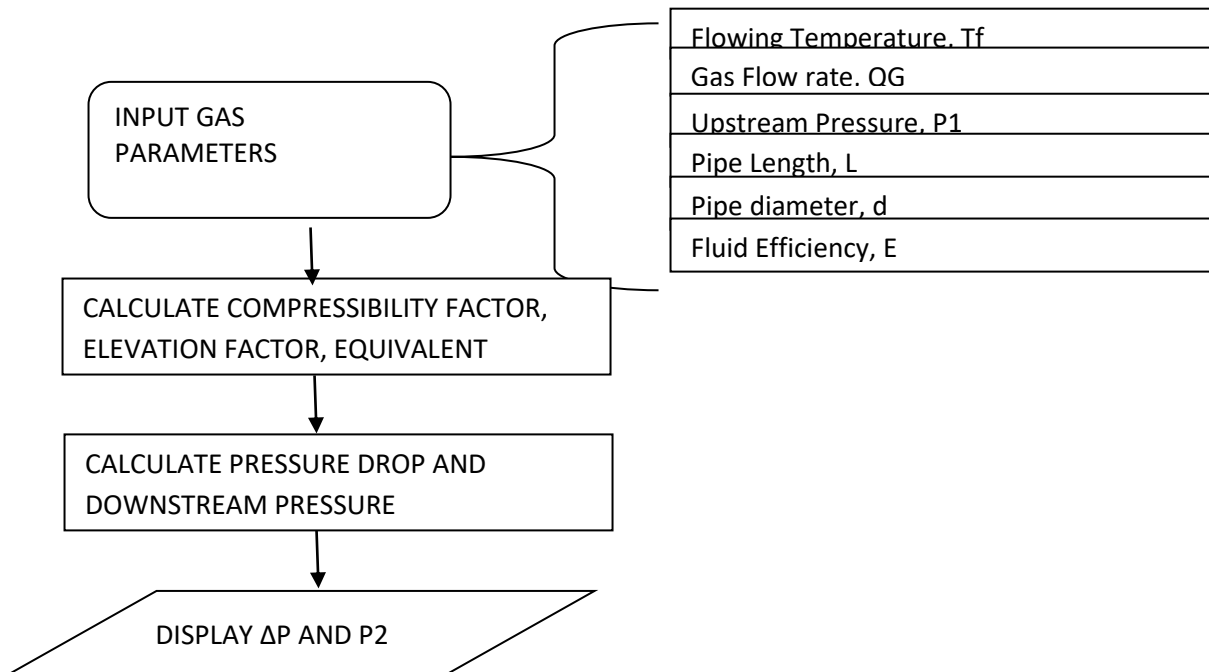 INPUT GAS
PARAMETERS
Flowing Temperature, Tf
Gas Flow rate. QG
Upstream Pressure, P1
Pipe Length, L
Pipe diameter, d
Fluid Efficiency, E
CALCULATE COMPRESSIBILITY FACTOR,
ELEVATION FACTOR, EQUIVALENT
CALCULATE PRESSURE DROP AND
DOWNSTREAM PRESSURE
DISPLAY ΔP AND P2